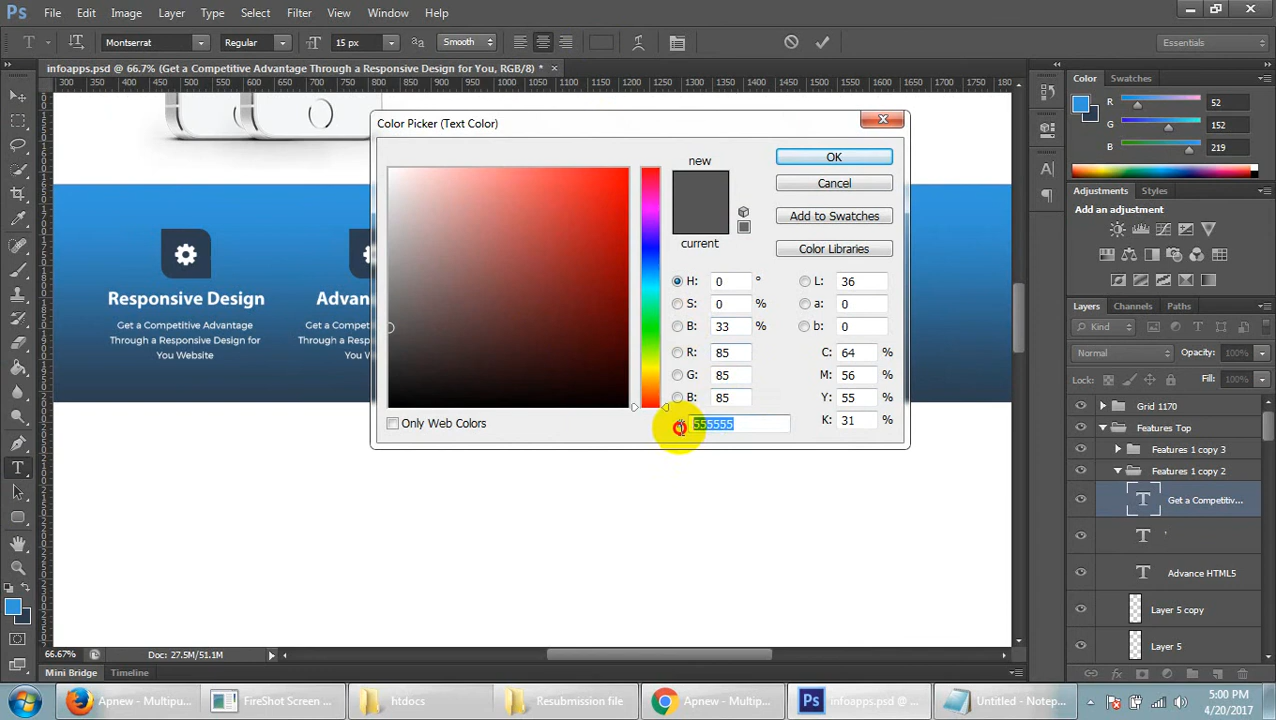 Ps File Edit Image Layer Type Select Filter View Window Help
T Montserrat Regular 15 px Smooth Essentials
infoapps.psd @ 66.7% (Get a Competitive Advantage Through a Responsive Design for You, RGB/8) *
300 350 400 450 500 550 600 650 700 750 800 850 900 950 1000 1050 1100 1150 1200 1250 1300 1350 1400 1450 1500 1550 1600 1650 1700 1750 1800
Color Picker (Text Color)
new
current
OK
Cancel
Add to Swatches
Color Libraries
H: 0 °
S: 0 %
B: 33 %
R: 85
G: 85
B: 85
555555
L: 36
a: 0
b: 0
C: 64 %
M: 56 %
Y: 55 %
K: 31 %
Only Web Colors
Responsive Design
Get a Competitive Advantage
Through a Responsive Design for
You Website
Advan
Get a Com
Through a R
You W
Color Swatches
R 52
G 152
B 219
Adjustments Styles
Add an adjustment
Layers Channels Paths
Kind
Normal Opacity: 100%
Lock: Fill: 100%
Grid 1170
Features Top
Features 1 copy 3
Features 1 copy 2
T Get a Competitiv...
T '
T Advance HTML5
Layer 5 copy
Layer 5
66.67% Doc: 27.5M/51.1M
Mini Bridge Timeline
Apnew - Multipu... FireShot Screen ... htdocs Resubmission file Apnew - Multipu... Ps infoapps.psd @ ... Untitled - Notep...
5:00 PM
4/20/2017